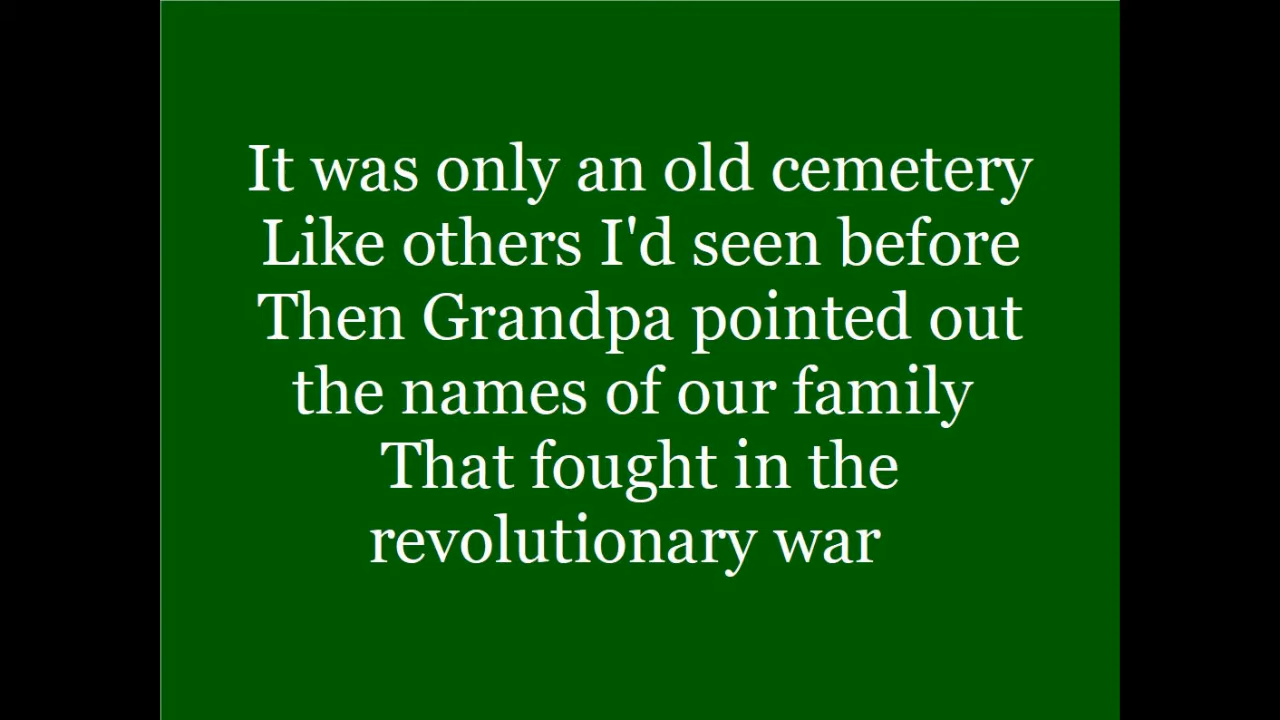 It was only an old cemetery
Like others I'd seen before
Then Grandpa pointed out
the names of our family
That fought in the
revolutionary war